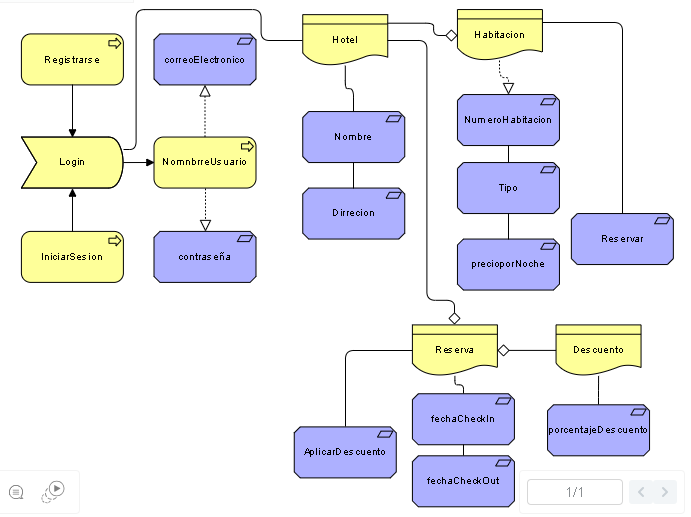 Hotel
Habitacion
Registrarse
correoElectronico
NumeroHabitacion
Nombre
Login
NomnbrreUsuario
Tipo
Dirrecion
Reservar
IniciarSesion
contraseña
precioporNoche
Reserva
Descuento
fechaCheckIn
porcentajeDescuento
AplicarDescuento
fechaCheckOut
1/1